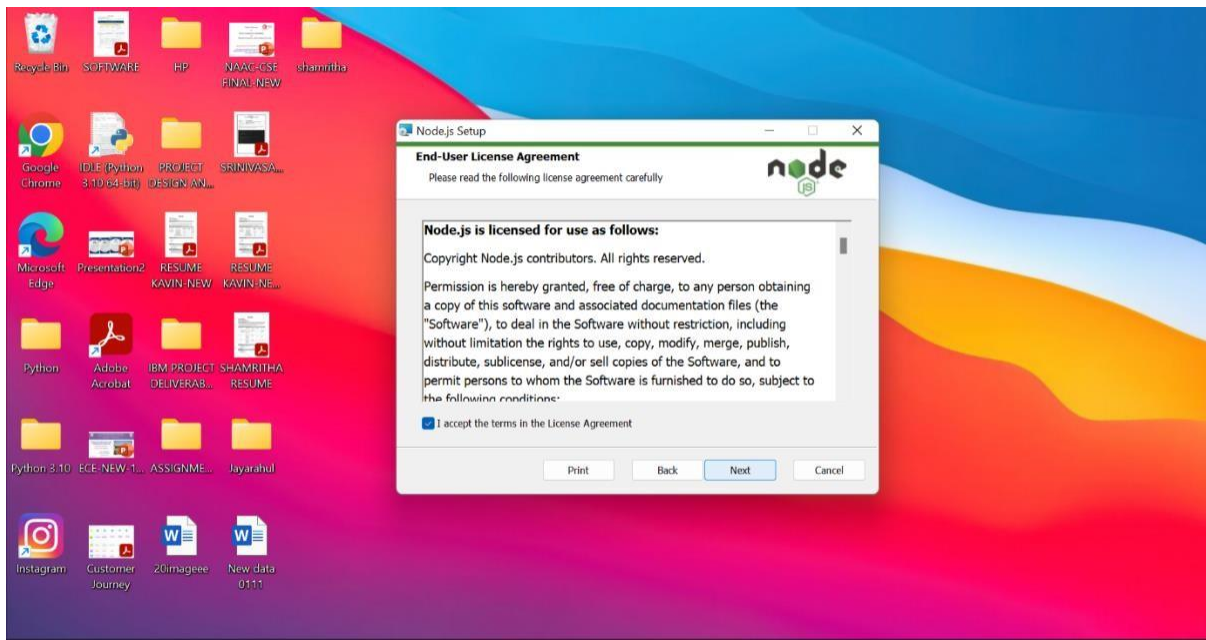 Recycle Bin
SOFTWARE
HP
NAAC-CSE
FINAL-NEW
shamritha
Google
Chrome
IDLE (Python
3.10 64-bit)
PROJECT
DESIGN AN...
SRINIVASA...
Microsoft
Edge
Presentation2
RESUME
KAVIN-NEW
RESUME
KAVIN-NE...
Python
Adobe
Acrobat
IBM PROJECT
DELIVERAB...
SHAMRITHA
RESUME
Python 3.10
ECE-NEW-1...
ASSIGNME...
Jayarahul
Instagram
Customer
Journey
20imageee
New data
0111
Node.js Setup
End-User License Agreement
Please read the following license agreement carefully
node
JS
Node.js is licensed for use as follows:
Copyright Node.js contributors. All rights reserved.
Permission is hereby granted, free of charge, to any person obtaining
a copy of this software and associated documentation files (the
"Software"), to deal in the Software without restriction, including
without limitation the rights to use, copy, modify, merge, publish,
distribute, sublicense, and/or sell copies of the Software, and to
permit persons to whom the Software is furnished to do so, subject to
the following conditions:
I accept the terms in the License Agreement
Print
Back
Next
Cancel